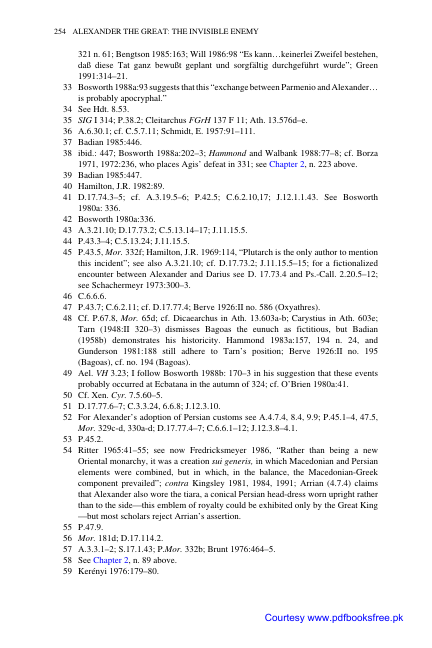 254 ALEXANDER THE GREAT: THE INVISIBLE ENEMY
321 n. 61; Bengtson 1985:163; Will 1986:98 “Es kann…keinerlei Zweifel bestehen,
daß diese Tat ganz bewußt geplant und sorgfältig durchgeführt wurde”; Green
1991:314–21.
33 Bosworth 1988a:93 suggests that this “exchange between Parmenio and Alexander…
is probably apocryphal.”
34 See Hdt. 8.53.
35 SIG I 314; P.38.2; Cleitarchus FGrH 137 F 11; Ath. 13.576d–e.
36 A.6.30.1; cf. C.5.7.11; Schmidt, E. 1957:91–111.
37 Badian 1985:446.
38 ibid.: 447; Bosworth 1988a:202–3; Hammond and Walbank 1988:77–8; cf. Borza
1971, 1972:236, who places Agis’ defeat in 331; see Chapter 2, n. 223 above.
39 Badian 1985:447.
40 Hamilton, J.R. 1982:89.
41 D.17.74.3–5; cf. A.3.19.5–6, P.42.5; C.6.2.10,17; J.12.1.1.43. See Bosworth
1980a: 336.
42 Bosworth 1980a:336.
43 A.3.21.10; D.17.73.2; C.5.13.14–17; J.11.15.5.
44 P.43.3–4; C.5.13.24; J.11.15.5.
45 P.43.5, Mor. 332f; Hamilton, J.R. 1969:114, “Plutarch is the only author to mention
this incident”; see also A.3.21.10; cf. D.17.73.2; J.11.15.5–15; for a fictionalized
encounter between Alexander and Darius see D. 17.73.4 and Ps.-Call. 2.20.5–12;
see Schachermeyr 1973:300–3.
46 C.6.6.6.
47 P.43.7; C.6.2.11; cf. D.17.77.4; Berve 1926:II no. 586 (Oxyathres).
48 Cf. P.67.8, Mor. 65d; cf. Dicaearchus in Ath. 13.603a-b; Carystius in Ath. 603e;
Tarn (1948:II 320–3) dismisses Bagoas the eunuch as fictitious, but Badian
(1958b) demonstrates his historicity. Hammond 1983a:157, 194 n. 24, and
Gunderson 1981:188 still adhere to Tarn’s position; Berve 1926:II no. 195
(Bagoas), cf. no. 194 (Bagoas).
49 Ael. VH 3.23; I follow Bosworth 1988b: 170–3 in his suggestion that these events
probably occurred at Ecbatana in the autumn of 324; cf. O’Brien 1980a:41.
50 Cf. Xen. Cyr. 7.5.60–5.
51 D.17.77.6–7; C.3.3.24, 6.6.8; J.12.3.10.
52 For Alexander’s adoption of Persian customs see A.4.7.4, 8.4, 9.9; P.45.1–4, 47.5,
Mor. 329c-d, 330a-d; D.17.77.4–7; C.6.6.1–12; J.12.3.8–4.1.
53 P.45.2.
54 Ritter 1965:41–55; see now Fredricksmeyer 1986, “Rather than being a new
Oriental monarchy, it was a creation sui generis, in which Macedonian and Persian
elements were combined, but in which, in the balance, the Macedonian-Greek
component prevailed”; contra Kingsley 1981, 1984, 1991; Arrian (4.7.4) claims
that Alexander also wore the tiara, a conical Persian head-dress worn upright rather
than to the side—this emblem of royalty could be exhibited only by the Great King
—but most scholars reject Arrian’s assertion.
55 P.47.9.
56 Mor. 181d; D.17.114.2.
57 A.3.3.1–2; S.17.1.43; P.Mor. 332b; Brunt 1976:464–5.
58 See Chapter 2, n. 89 above.
59 Kerényi 1976:179–80.
Courtesy www.pdfbooksfree.pk